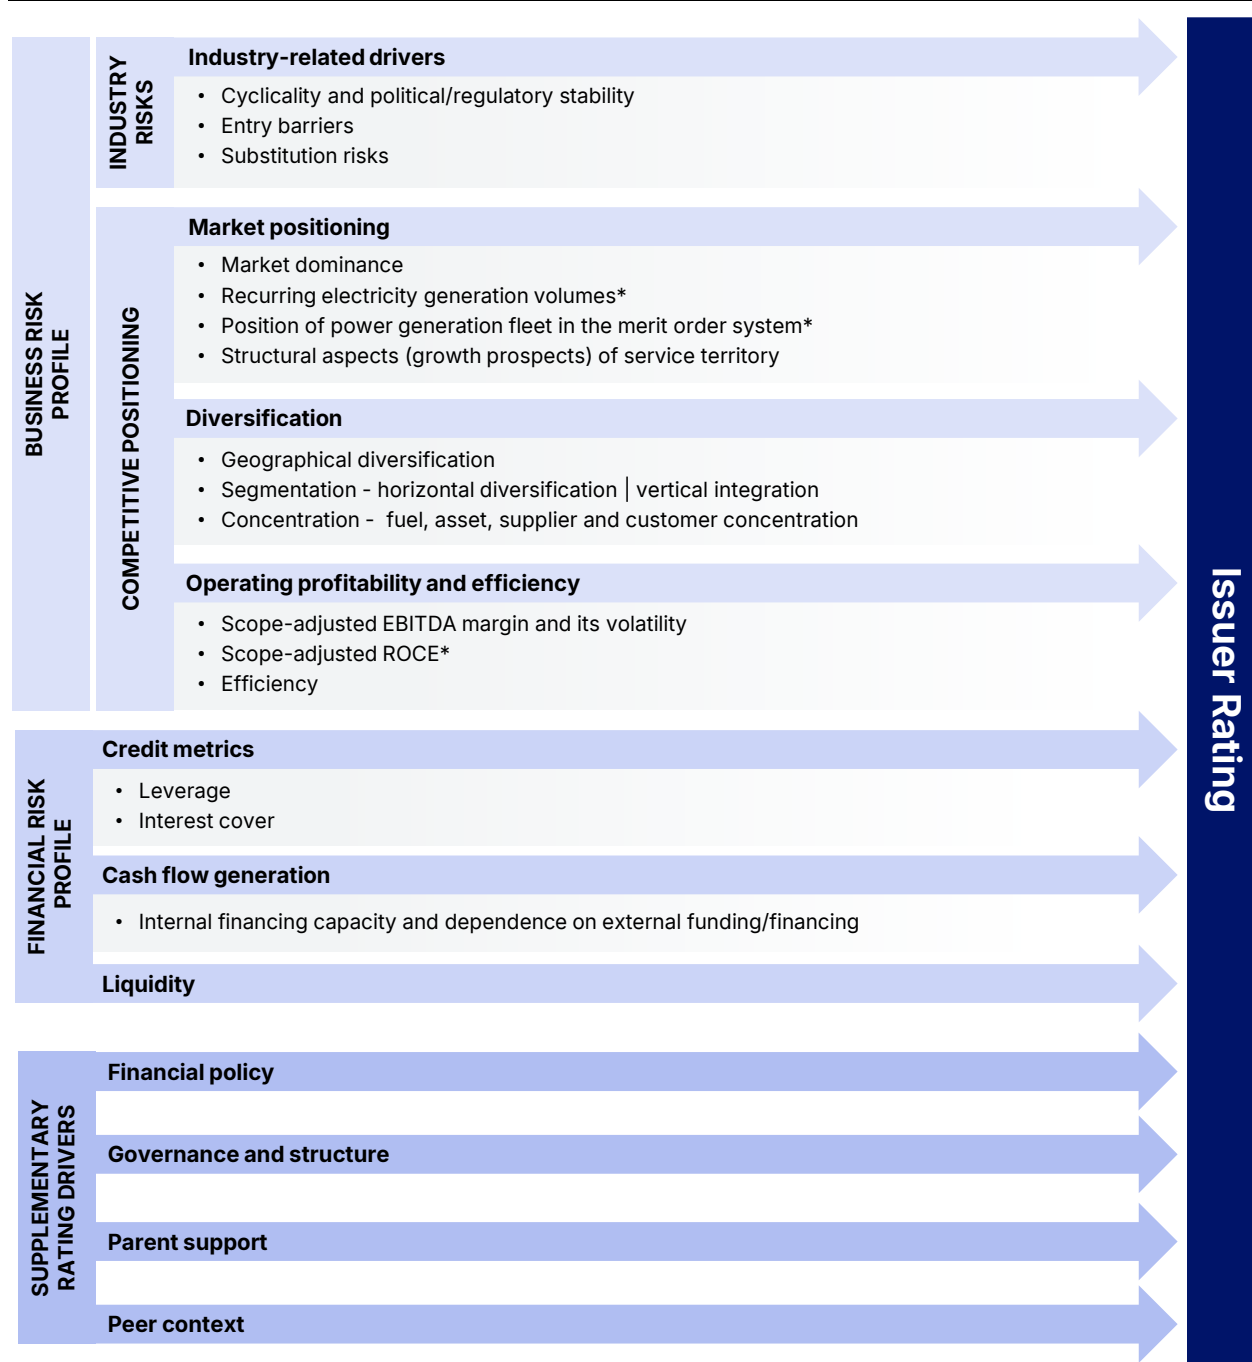 BUSINESS RISK
PROFILE
INDUSTRY
RISKS
Industry-related drivers
• Cyclicality and political/regulatory stability
• Entry barriers
• Substitution risks
COMPETITIVE POSITIONING
Market positioning
• Market dominance
• Recurring electricity generation volumes*
• Position of power generation fleet in the merit order system*
• Structural aspects (growth prospects) of service territory
Diversification
• Geographical diversification
• Segmentation - horizontal diversification | vertical integration
• Concentration - fuel, asset, supplier and customer concentration
Operating profitability and efficiency
• Scope-adjusted EBITDA margin and its volatility
• Scope-adjusted ROCE*
• Efficiency
FINANCIAL RISK
PROFILE
Credit metrics
• Leverage
• Interest cover
Cash flow generation
• Internal financing capacity and dependence on external funding/financing
Liquidity
SUPPLEMENTARY
RATING DRIVERS
Financial policy
Governance and structure
Parent support
Peer context
Issuer Rating